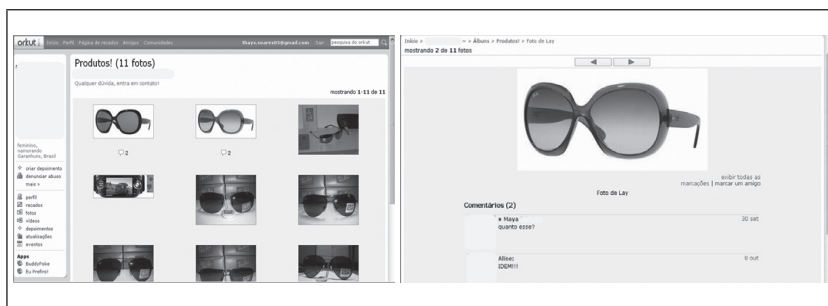 orkut Início Perfil Página de recados Amigos Comunidades thays.soares03@gmail.com Sair pesquisa do orkut
Produtos! (11 fotos)
Qualquer dúvida, entra em contato!
mostrando 1-11 de 11
2
2
feminino,
namorando
Garanhuns, Brasil
criar depoimento
denunciar abuso
mais »
perfil
recados
fotos
vídeos
depoimentos
atualizações
eventos
Apps
BuddyPoke
Eu Prefiro!
Início > > Álbuns > Produtos! > Foto de Lay
mostrando 2 de 11 fotos
exibir todas as
marcações | marcar um amigo
Foto de Lay
Comentários (2)
Maya
30 set
quanto esse?
Aline:
8 out
IDEM!!!